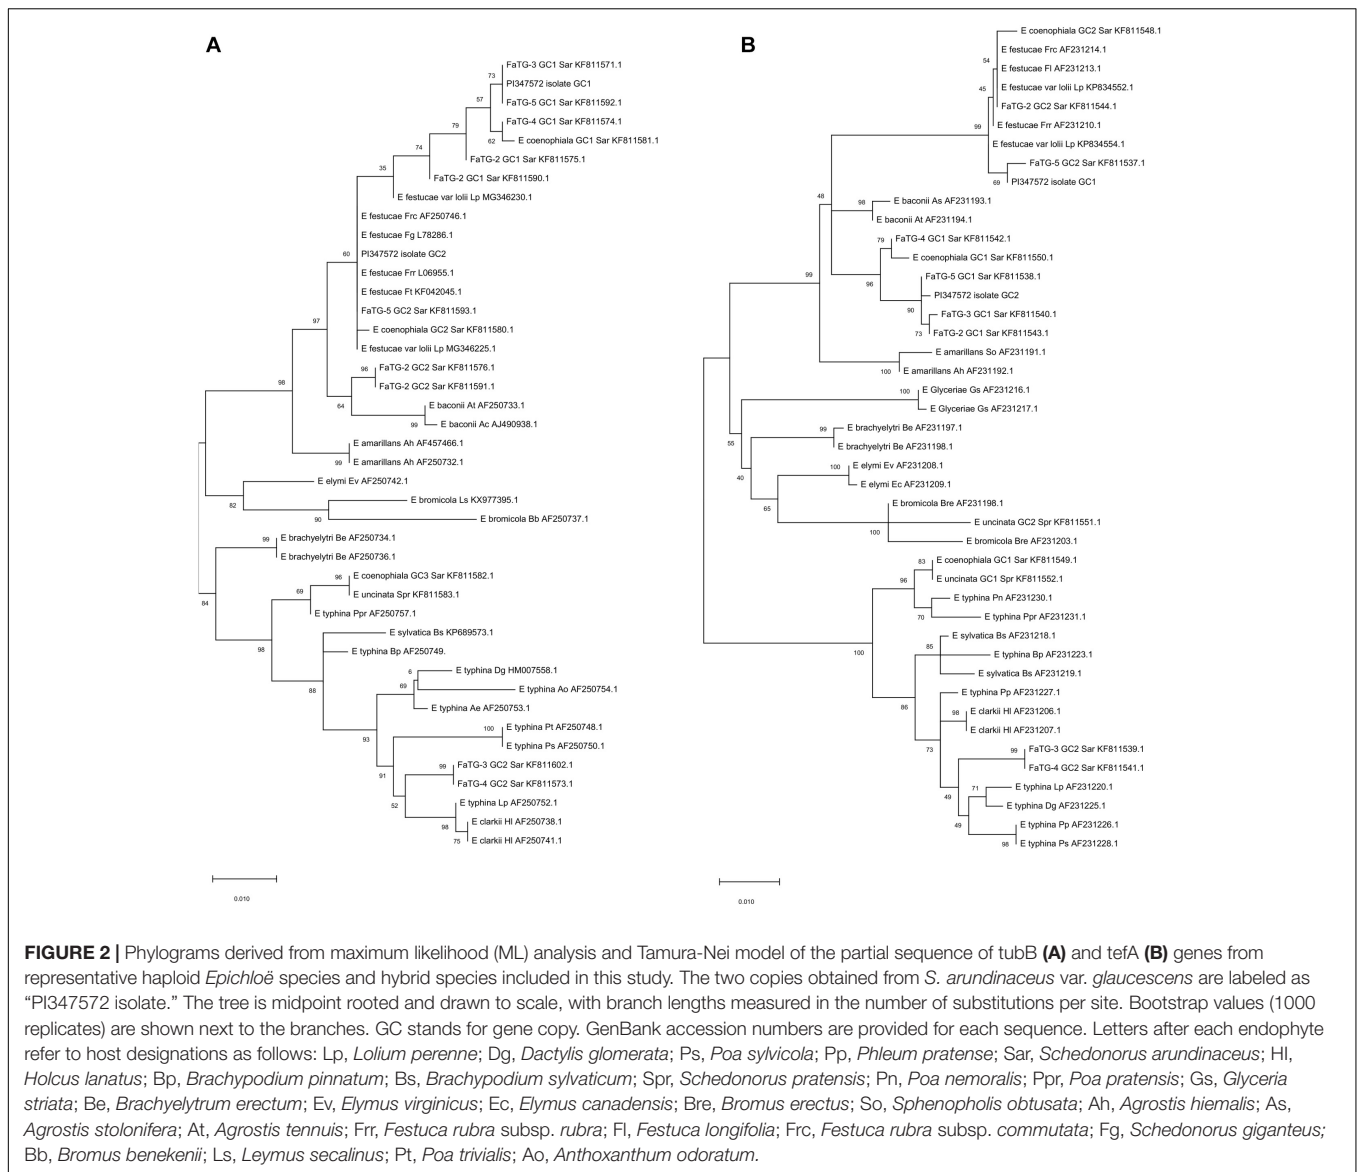 A
FaTG-3 GC1 Sar KF811571.1
73
PI347572 isolate GC1
57
FaTG-5 GC1 Sar KF811592.1
79
FaTG-4 GC1 Sar KF811574.1
62
E coenophiala GC1 Sar KF811581.1
74
FaTG-2 GC1 Sar KF811575.1
35
FaTG-2 GC1 Sar KF811590.1
E festucae var lolii Lp MG346230.1
E festucae Frc AF250746.1
E festucae Fg L78286.1
60
PI347572 isolate GC2
E festucae Frr L06955.1
E festucae Ft KF042045.1
FaTG-5 GC2 Sar KF811593.1
97
E coenophiala GC2 Sar KF811580.1
E festucae var lolii Lp MG346225.1
96
FaTG-2 GC2 Sar KF811576.1
98
FaTG-2 GC2 Sar KF811591.1
64
E baconii At AF250733.1
99
E baconii Ac AJ490938.1
E amarillans Ah AF457466.1
99
E amarillans Ah AF250732.1
E elymi Ev AF250742.1
82
E bromicola Ls KX977395.1
90
E bromicola Bb AF250737.1
99
E brachyelytri Be AF250734.1
E brachyelytri Be AF250736.1
84
96
E coenophiala GC3 Sar KF811582.1
69
E uncinata Spr KF811583.1
E typhina Ppr AF250757.1
98
E sylvatica Bs KP689573.1
E typhina Bp AF250749.
88
6
E typhina Dg HM007558.1
69
E typhina Ao AF250754.1
E typhina Ae AF250753.1
93
100
E typhina Pt AF250748.1
E typhina Ps AF250750.1
91
99
FaTG-3 GC2 Sar KF811602.1
FaTG-4 GC2 Sar KF811573.1
52
E typhina Lp AF250752.1
98
E clarkii Hl AF250738.1
75
E clarkii Hl AF250741.1
0.010
B
E coenophiala GC2 Sar KF811548.1
E festucae Frc AF231214.1
54
E festucae Fl AF231213.1
45
E festucae var lolii Lp KP834552.1
FaTG-2 GC2 Sar KF811544.1
99
E festucae Frr AF231210.1
E festucae var lolii Lp KP834554.1
FaTG-5 GC2 Sar KF811537.1
69
PI347572 isolate GC1
48
98
E baconii As AF231193.1
E baconii At AF231194.1
79
FaTG-4 GC1 Sar KF811542.1
E coenophiala GC1 Sar KF811550.1
99
96
FaTG-5 GC1 Sar KF811538.1
PI347572 isolate GC2
90
FaTG-3 GC1 Sar KF811540.1
73
FaTG-2 GC1 Sar KF811543.1
E amarillans So AF231191.1
100
E amarillans Ah AF231192.1
100
E Glyceriae Gs AF231216.1
E Glyceriae Gs AF231217.1
99
E brachyelytri Be AF231197.1
55
E brachyelytri Be AF231198.1
100
E elymi Ev AF231208.1
40
E elymi Ec AF231209.1
65
E bromicola Bre AF231198.1
E uncinata GC2 Spr KF811551.1
100
E bromicola Bre AF231203.1
83
E coenophiala GC1 Sar KF811549.1
96
E uncinata GC1 Spr KF811552.1
E typhina Pn AF231230.1
70
E typhina Ppr AF231231.1
100
E sylvatica Bs AF231218.1
85
E typhina Bp AF231223.1
E sylvatica Bs AF231219.1
86
E typhina Pp AF231227.1
98
E clarkii Hl AF231206.1
E clarkii Hl AF231207.1
73
99
FaTG-3 GC2 Sar KF811539.1
FaTG-4 GC2 Sar KF811541.1
71
E typhina Lp AF231220.1
49
E typhina Dg AF231225.1
49
E typhina Pp AF231226.1
98
E typhina Ps AF231228.1
0.010
FIGURE 2 | Phylograms derived from maximum likelihood (ML) analysis and Tamura-Nei model of the partial sequence of tubB (A) and tefA (B) genes from
representative haploid Epichloë species and hybrid species included in this study. The two copies obtained from S. arundinaceus var. glaucescens are labeled as
“PI347572 isolate.” The tree is midpoint rooted and drawn to scale, with branch lengths measured in the number of substitutions per site. Bootstrap values (1000
replicates) are shown next to the branches. GC stands for gene copy. GenBank accession numbers are provided for each sequence. Letters after each endophyte
refer to host designations as follows: Lp, Lolium perenne; Dg, Dactylis glomerata; Ps, Poa sylvicola; Pp, Phleum pratense; Sar, Schedonorus arundinaceus; Hl,
Holcus lanatus; Bp, Brachypodium pinnatum; Bs, Brachypodium sylvaticum; Spr, Schedonorus pratensis; Pn, Poa nemoralis; Ppr, Poa pratensis; Gs, Glyceria
striata; Be, Brachyelytrum erectum; Ev, Elymus virginicus; Ec, Elymus canadensis; Bre, Bromus erectus; So, Sphenopholis obtusata; Ah, Agrostis hiemalis; As,
Agrostis stolonifera; At, Agrostis tennuis; Frr, Festuca rubra subsp. rubra; Fl, Festuca longifolia; Frc, Festuca rubra subsp. commutata; Fg, Schedonorus giganteus;
Bb, Bromus benekenii; Ls, Leymus secalinus; Pt, Poa trivialis; Ao, Anthoxanthum odoratum.